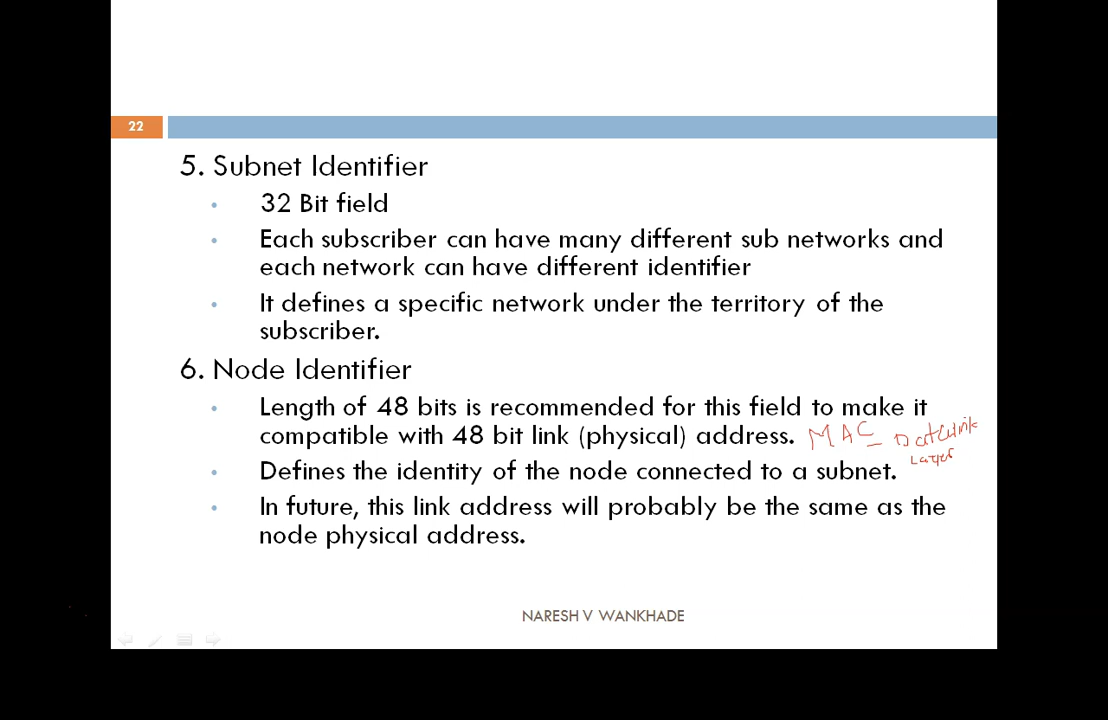 22
5. Subnet Identifier
• 32 Bit field
• Each subscriber can have many different sub networks and
each network can have different identifier
• It defines a specific network under the territory of the
subscriber.
6. Node Identifier
• Length of 48 bits is recommended for this field to make it
compatible with 48 bit link (physical) address. MAC Datalink
Layer
• Defines the identity of the node connected to a subnet.
• In future, this link address will probably be the same as the
node physical address.
NARESH V WANKHADE